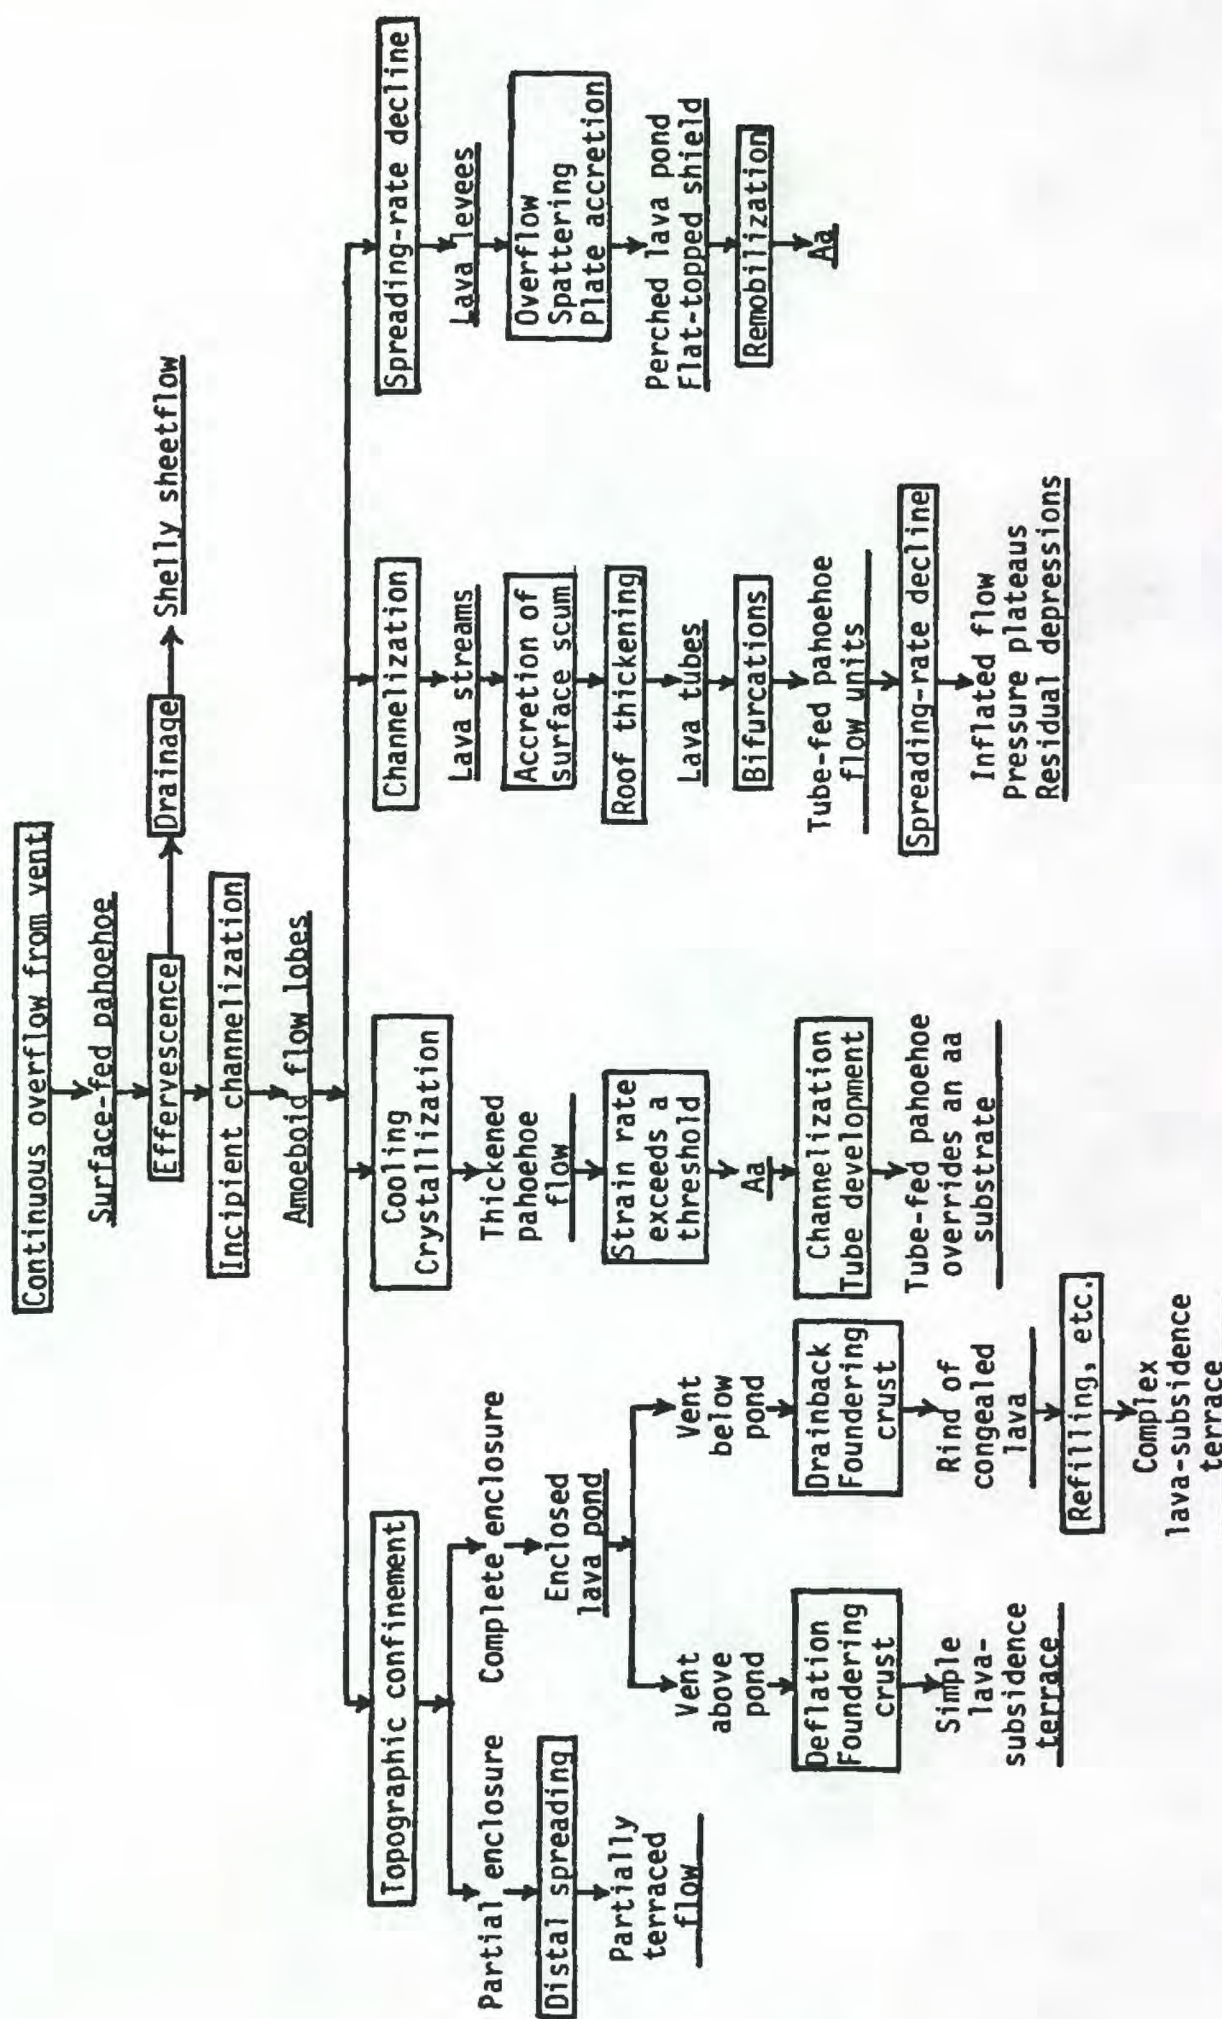 Continuous overflow from vent
Surface-fed pahoehoe
Effervescence
Drainage
Shelly sheetflow
Incipient channelization
Amoeboid flow lobes
Topographic confinement
Partial enclosure
Distal spreading
Partially
terraced
flow
Complete enclosure
Enclosed
lava pond
Vent
above
pond
Deflation
Foundering
crust
Simple
lava-
subsidence
terrace
Vent
below
pond
Drainback
Foundering
crust
Rind of
congealed
lava
Refilling, etc.
Complex
lava-subsidence
terrace
Cooling
Crystallization
Thickened
pahoehoe
flow
Strain rate
exceeds a
threshold
Aa
Channelization
Tube development
Tube-fed pahoehoe
overrides an aa
substrate
Channelization
Lava streams
Accretion of
surface scum
Roof thickening
Lava tubes
Bifurcations
Tube-fed pahoehoe
flow units
Spreading-rate decline
Inflated flow
Pressure plateaus
Residual depressions
Spreading-rate decline
Lava levees
Overflow
Spattering
Plate accretion
Perched lava pond
Flat-topped shield
Remobilization
Aa